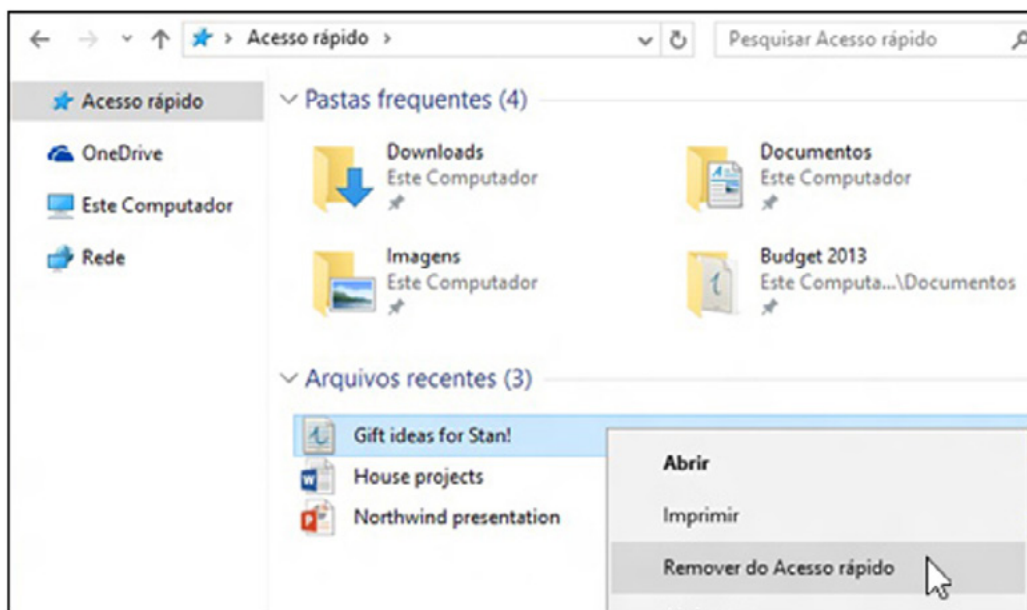 Acesso rápido
Pesquisar Acesso rápido
Acesso rápido
OneDrive
Este Computador
Rede
Pastas frequentes (4)
Downloads
Este Computador
Documentos
Este Computador
Imagens
Este Computador
Budget 2013
Este Computa...\Documentos
Arquivos recentes (3)
Gift ideas for Stan!
House projects
Northwind presentation
Abrir
Imprimir
Remover do Acesso rápido